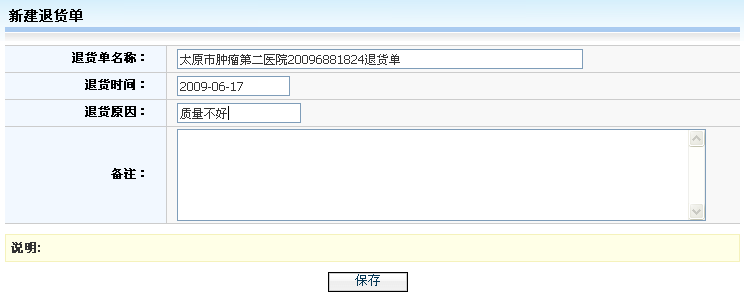 新建退货单
退货单名称： 太原市肿瘤第二医院20096881824退货单
退货时间： 2009-06-17
退货原因： 质量不好
备注：
说明:
保存